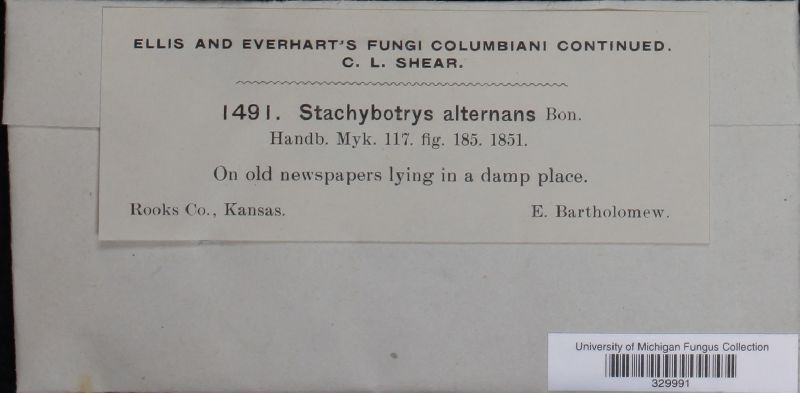 ELLIS AND EVERHART'S FUNGI COLUMBIANI CONTINUED.
C. L. SHEAR.
1491. Stachybotrys alternans Bon.
Handb. Myk. 117. fig. 185. 1851.
On old newspapers lying in a damp place.
Rooks Co., Kansas. E. Bartholomew.
University of Michigan Fungus Collection
329991